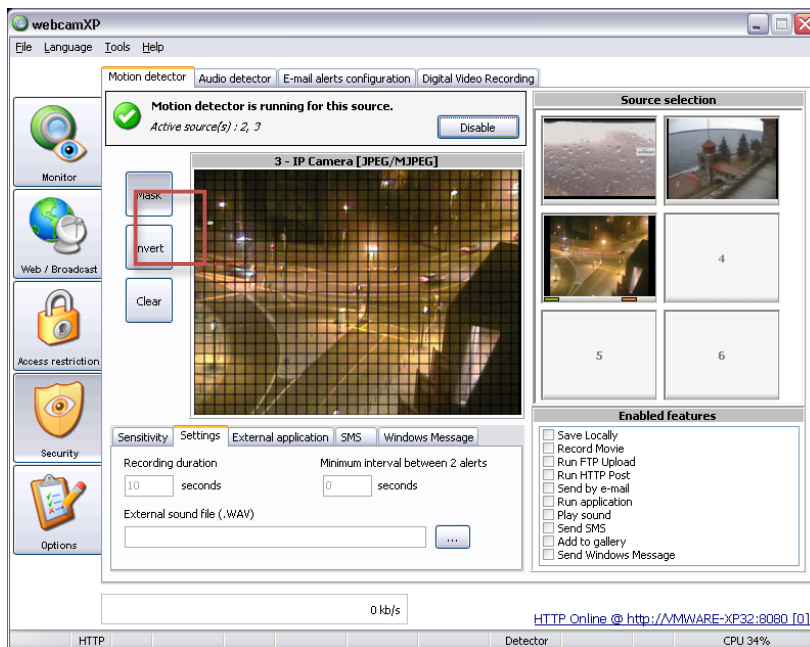 webcamXP
File Language Tools Help
Motion detector Audio detector E-mail alerts configuration Digital Video Recording
Motion detector is running for this source.
Active source(s) : 2, 3
Disable
Source selection
Monitor
Web / Broadcast
Access restriction
Security
Options
3 - IP Camera [JPEG/MJPEG]
Mask
Invert
Clear
4
5
6
Sensitivity Settings External application SMS Windows Message
Recording duration Minimum interval between 2 alerts
10 seconds 0 seconds
External sound file (.WAV)
...
Enabled features
Save Locally
Record Movie
Run FTP Upload
Run HTTP Post
Send by e-mail
Run application
Play sound
Send SMS
Add to gallery
Send Windows Message
0 kb/s
HTTP Online @ http://VMWARE-XP32:8080 [0]
HTTP Detector CPU 34%